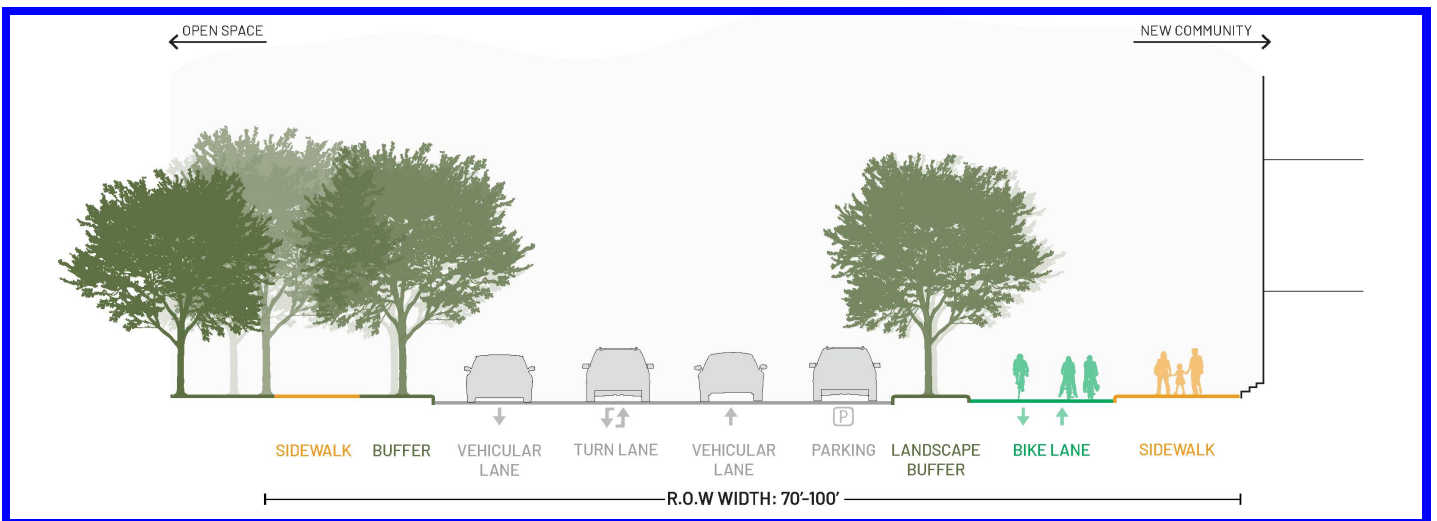 OPEN SPACE
NEW COMMUNITY
P
SIDEWALK
BUFFER
VEHICULAR
LANE
TURN LANE
VEHICULAR
LANE
PARKING
LANDSCAPE
BUFFER
BIKE LANE
SIDEWALK
R.O.W WIDTH: 70'-100'